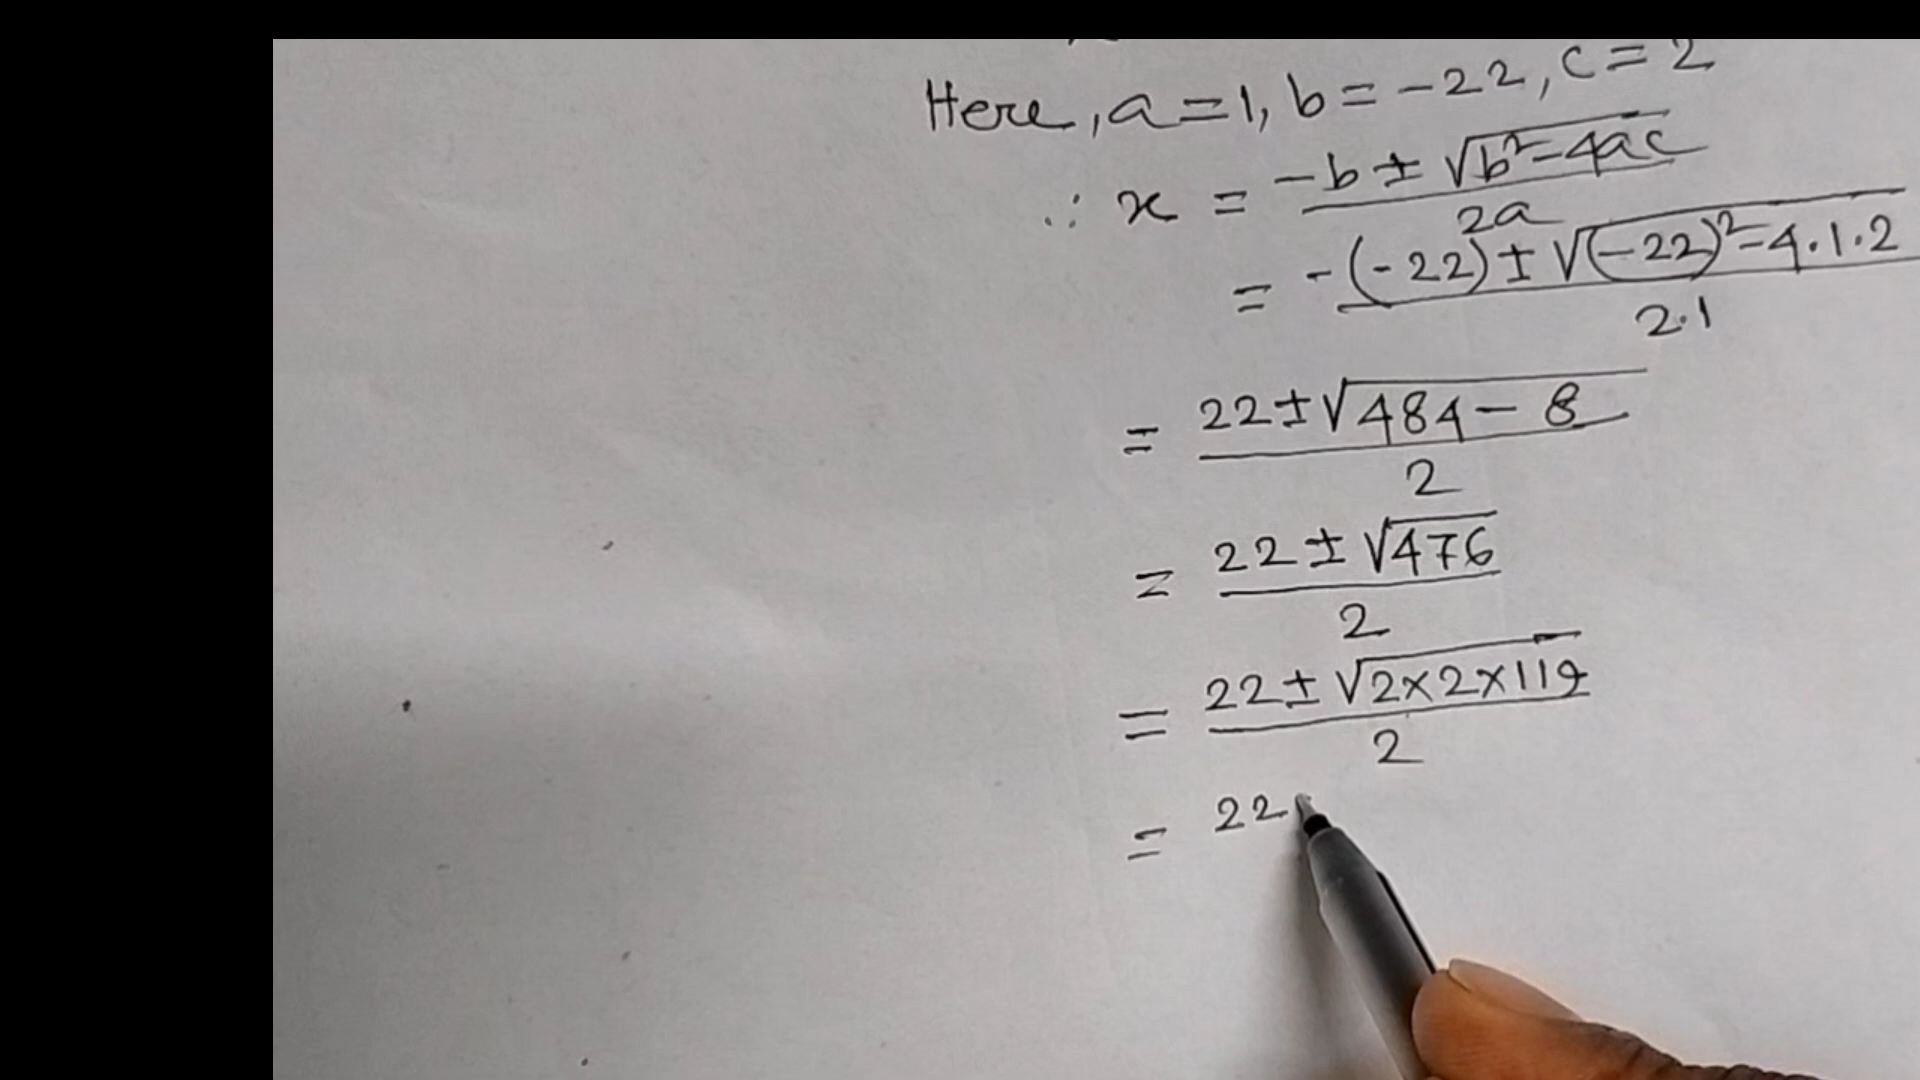 Here, a = 1, b = -22, c = 2
∴ x = (-b ± √(b²-4ac)) / 2a
= (-(-22) ± √((-22)²-4.1.2)) / 2.1
= (22 ± √(484 - 8)) / 2
= (22 ± √476) / 2
= (22 ± √(2×2×119)) / 2
= 22